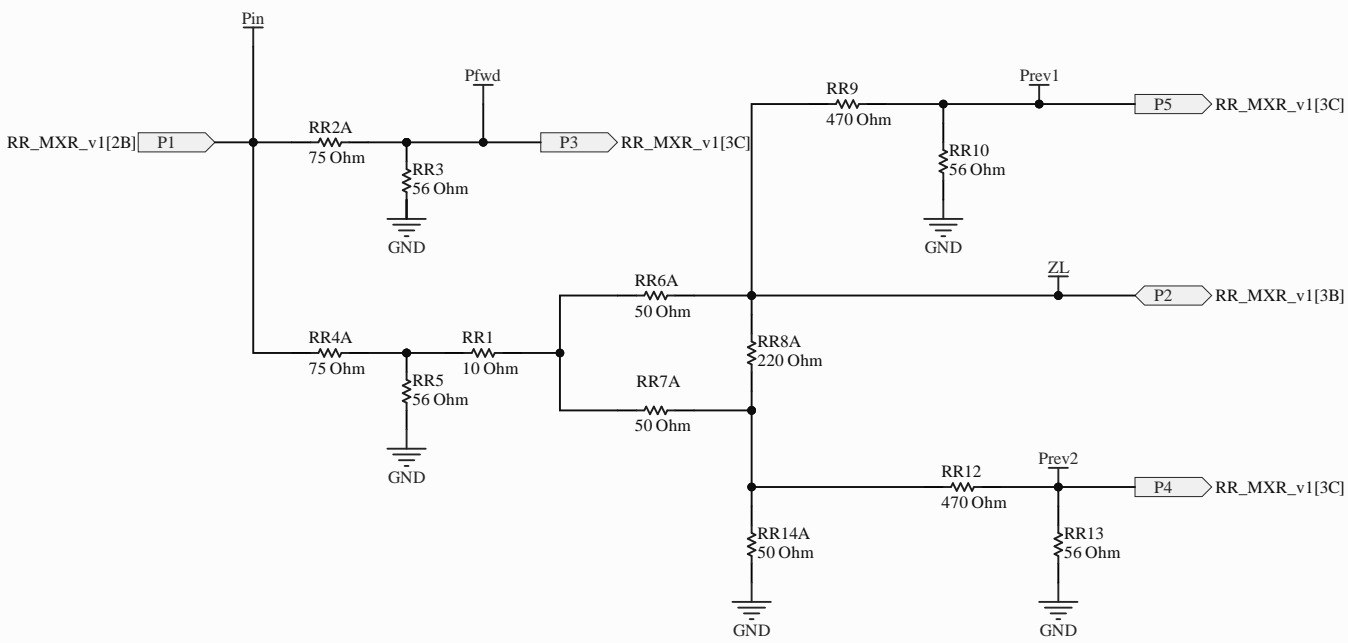 Pin
Pfwd
Prev1
RR9
470 Ohm
P5
RR_MXR_v1[3C]
RR_MXR_v1[2B]
P1
RR2A
75 Ohm
P3
RR_MXR_v1[3C]
RR3
56 Ohm
GND
RR10
56 Ohm
GND
ZL
RR6A
50 Ohm
P2
RR_MXR_v1[3B]
RR4A
75 Ohm
RR1
10 Ohm
RR8A
220 Ohm
RR5
56 Ohm
GND
RR7A
50 Ohm
Prev2
RR12
470 Ohm
P4
RR_MXR_v1[3C]
RR14A
50 Ohm
GND
RR13
56 Ohm
GND